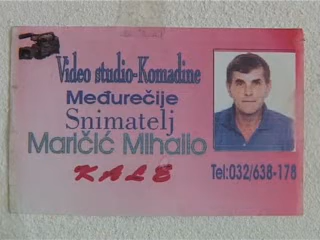 Video studio-Komadine
Međurečije
Snimatelj
Maričić Mihailo
KALE
Tel:032/638-178